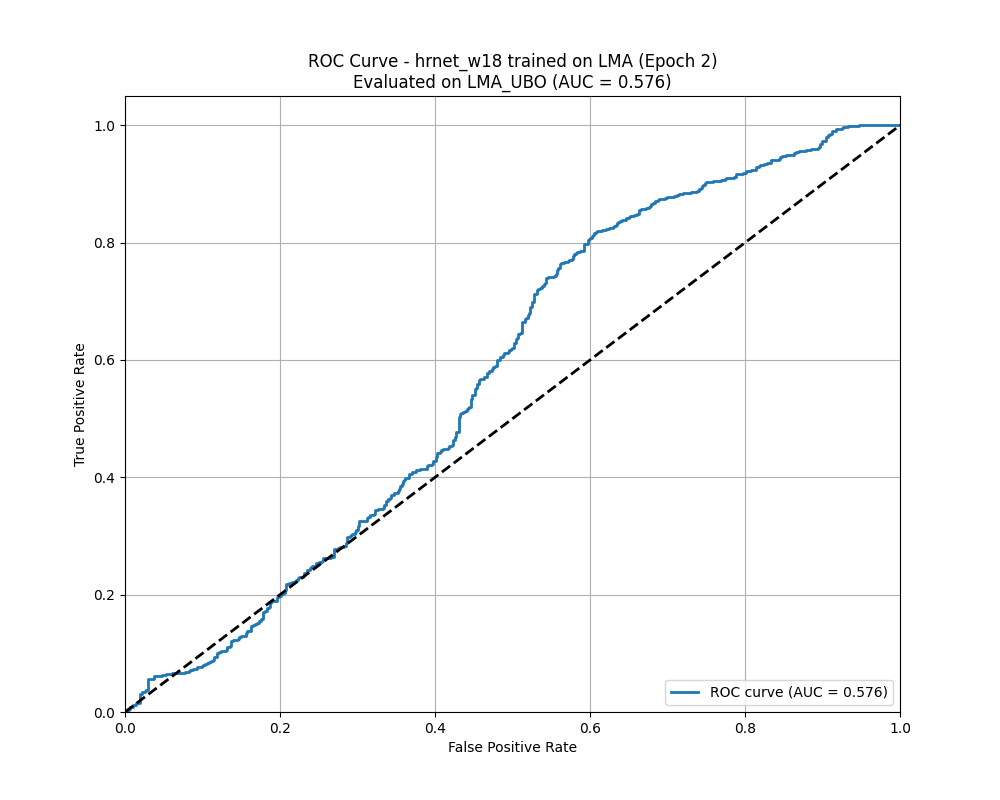 ROC Curve - hrnet_w18 trained on LMA (Epoch 2)
Evaluated on LMA_UBO (AUC = 0.576)
1.0
0.8
0.6
0.4
0.2
0.0
True Positive Rate
ROC curve (AUC = 0.576)
0.0 0.2 0.4 0.6 0.8 1.0
False Positive Rate